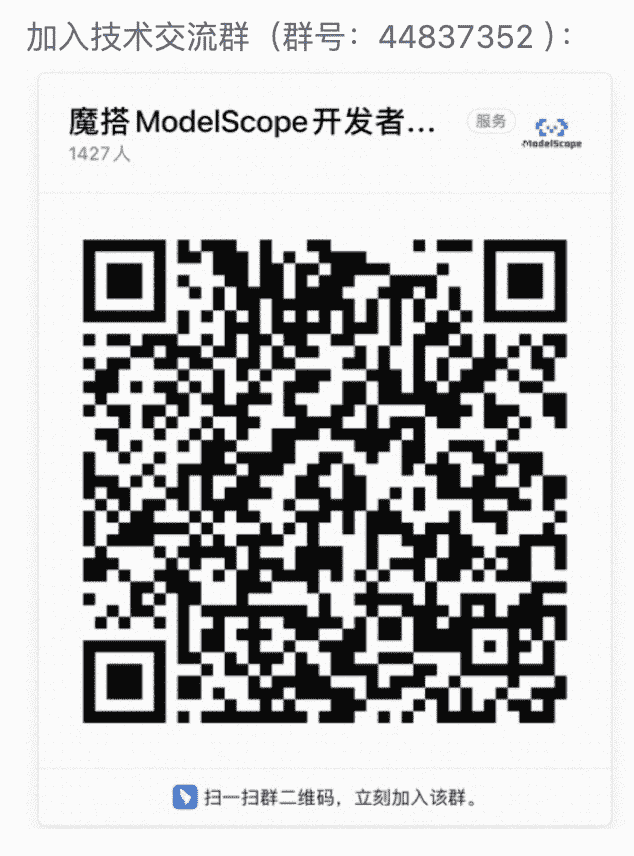 加入技术交流群（群号：44837352 ）：
魔搭ModelScope开发者...
服务
ModelScope
1427人
扫一扫群二维码，立刻加入该群。